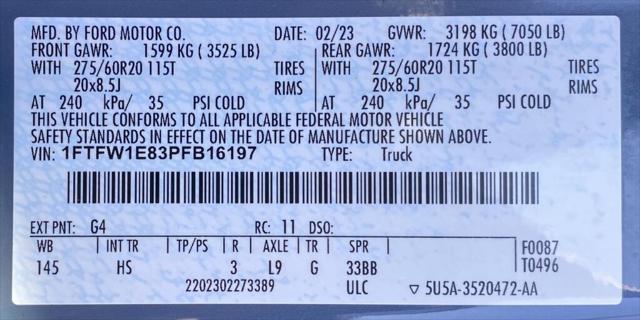 MFD. BY FORD MOTOR CO. DATE: 02/23 GVWR: 3198 KG ( 7050 LB)
FRONT GAWR: 1599 KG ( 3525 LB) REAR GAWR: 1724 KG ( 3800 LB)
WITH 275/60R20 115T TIRES WITH 275/60R20 115T TIRES
20x8.5J RIMS 20x8.5J RIMS
AT 240 kPa/ 35 PSI COLD AT 240 kPa/ 35 PSI COLD
THIS VEHICLE CONFORMS TO ALL APPLICABLE FEDERAL MOTOR VEHICLE
SAFETY STANDARDS IN EFFECT ON THE DATE OF MANUFACTURE SHOWN ABOVE.
VIN: 1FTFW1E83PFB16197 TYPE: Truck
EXT PNT: G4 RC: 11 DSO:
WB INT TR TP/PS R AXLE TR SPR F0087
145 HS 3 L9 G 33BB T0496
2202302273389 ULC ▽ 5U5A-3520472-AA